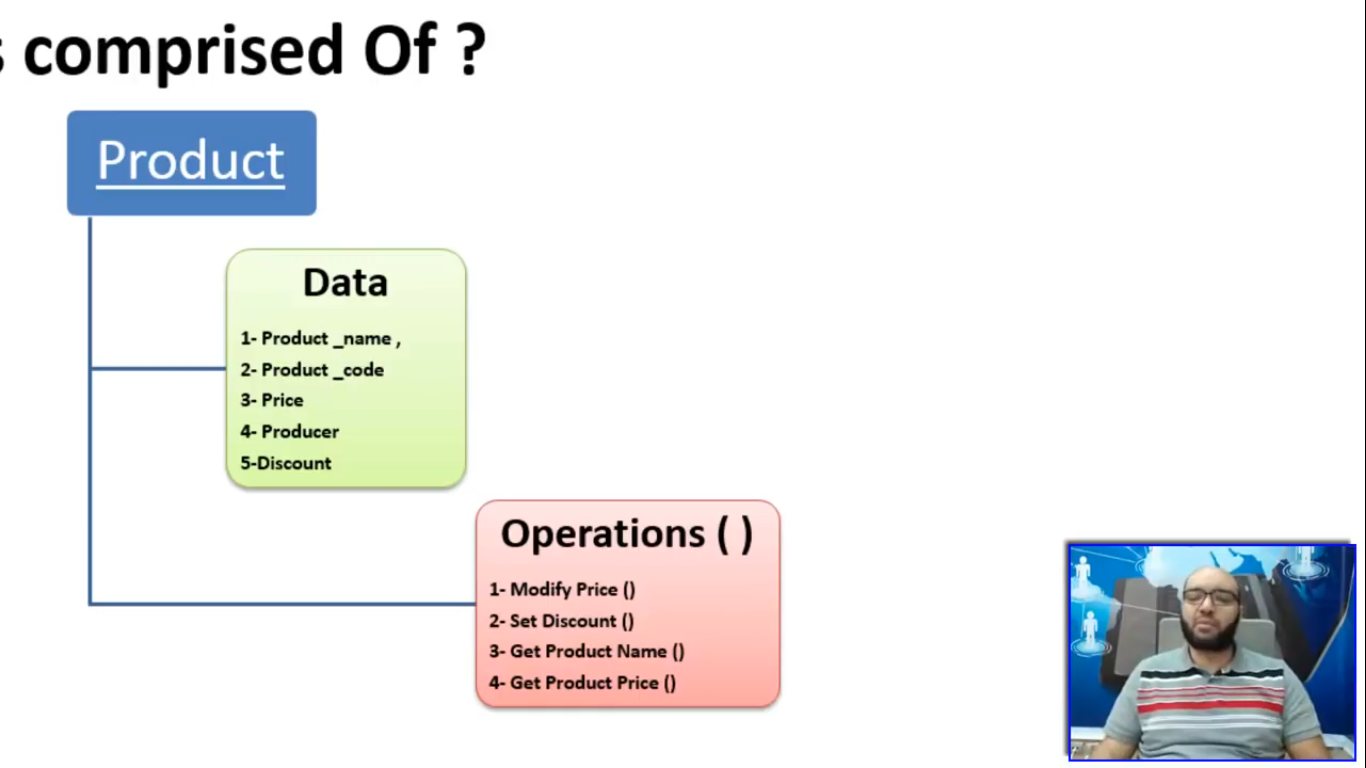 s comprised Of ?
Product
Data
1- Product _name ,
2- Product _code
3- Price
4- Producer
5-Discount
Operations ( )
1- Modify Price ()
2- Set Discount ()
3- Get Product Name ()
4- Get Product Price ()